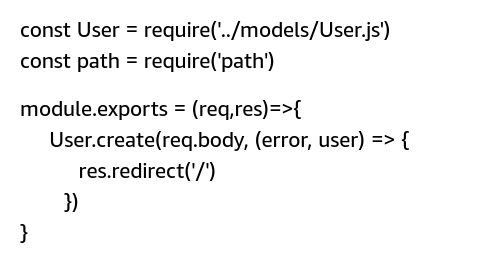 const User = require('../models/User.js')
const path = require('path')
module.exports = (req,res)=>{
User.create(req.body, (error, user) => {
res.redirect('/')
})
}